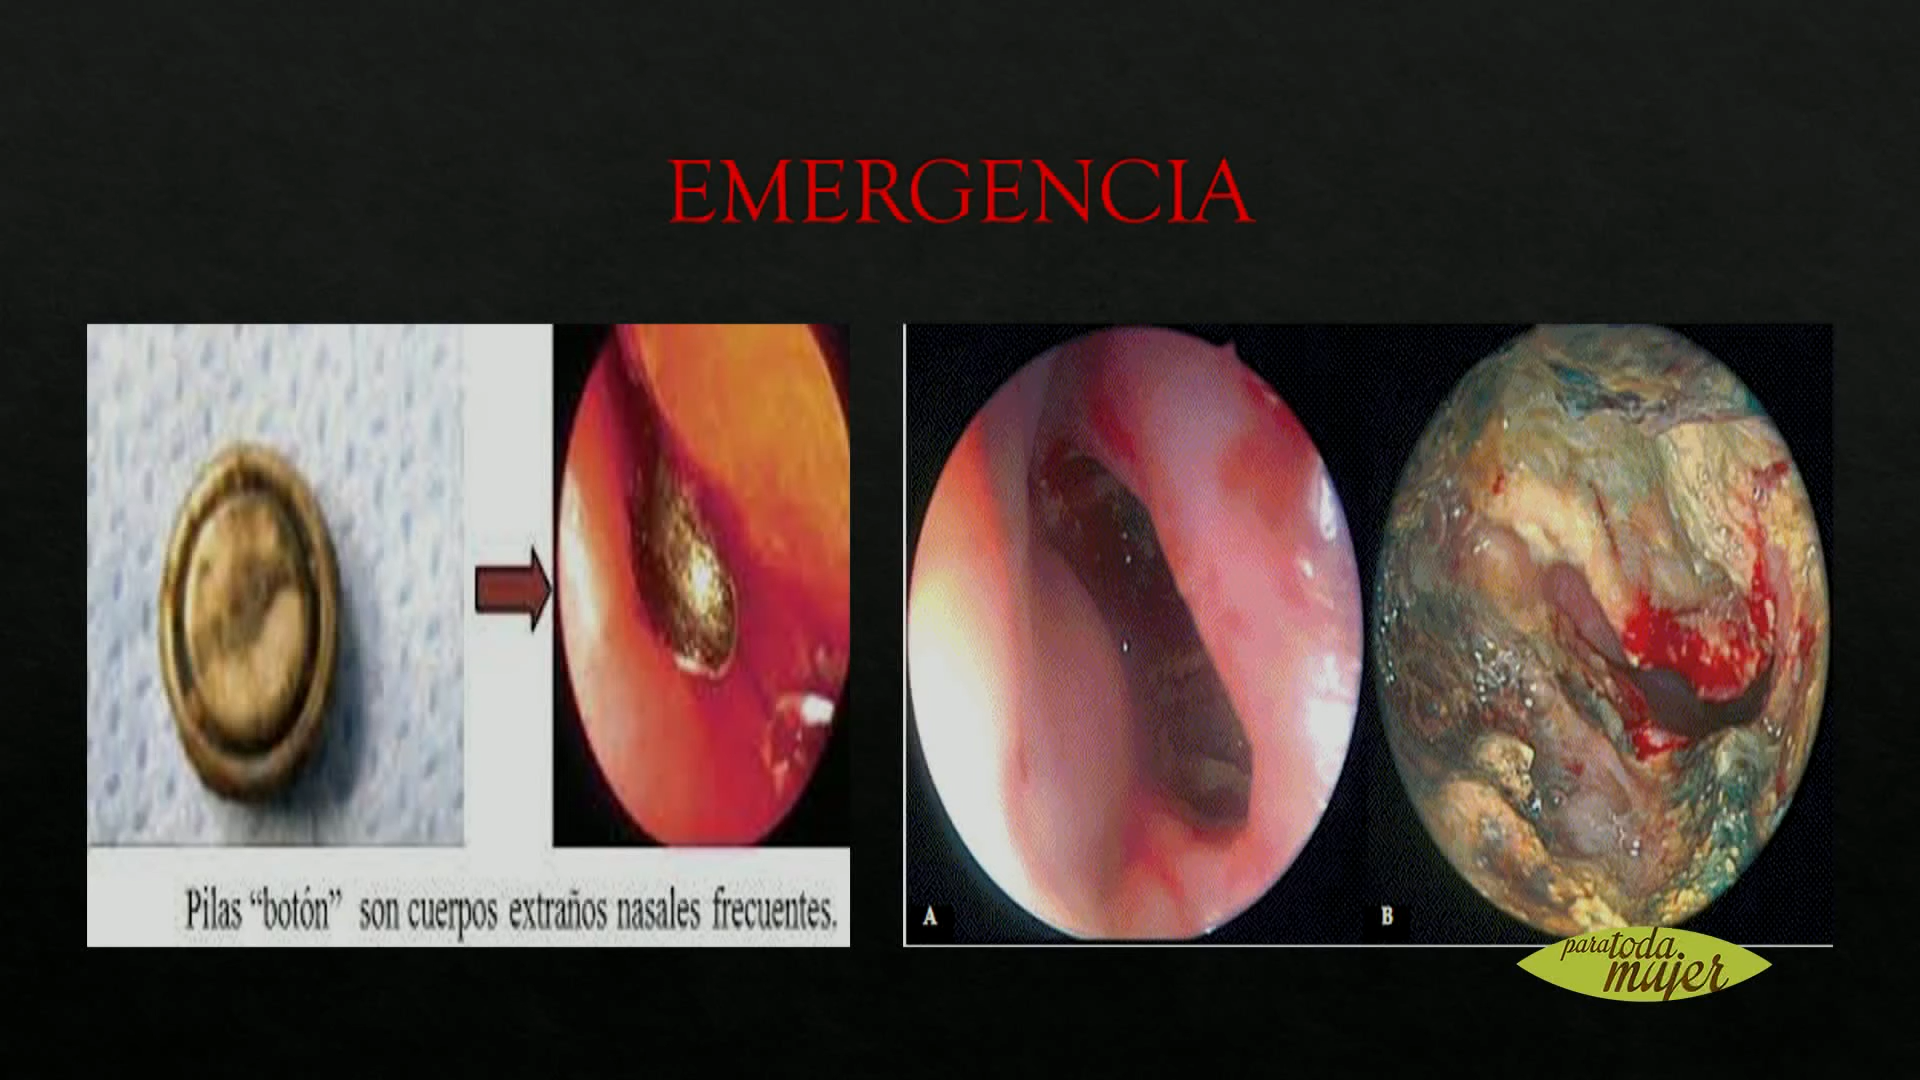 EMERGENCIA
Pilas “botón” son cuerpos extraños nasales frecuentes.
A
B
para toda
mujer